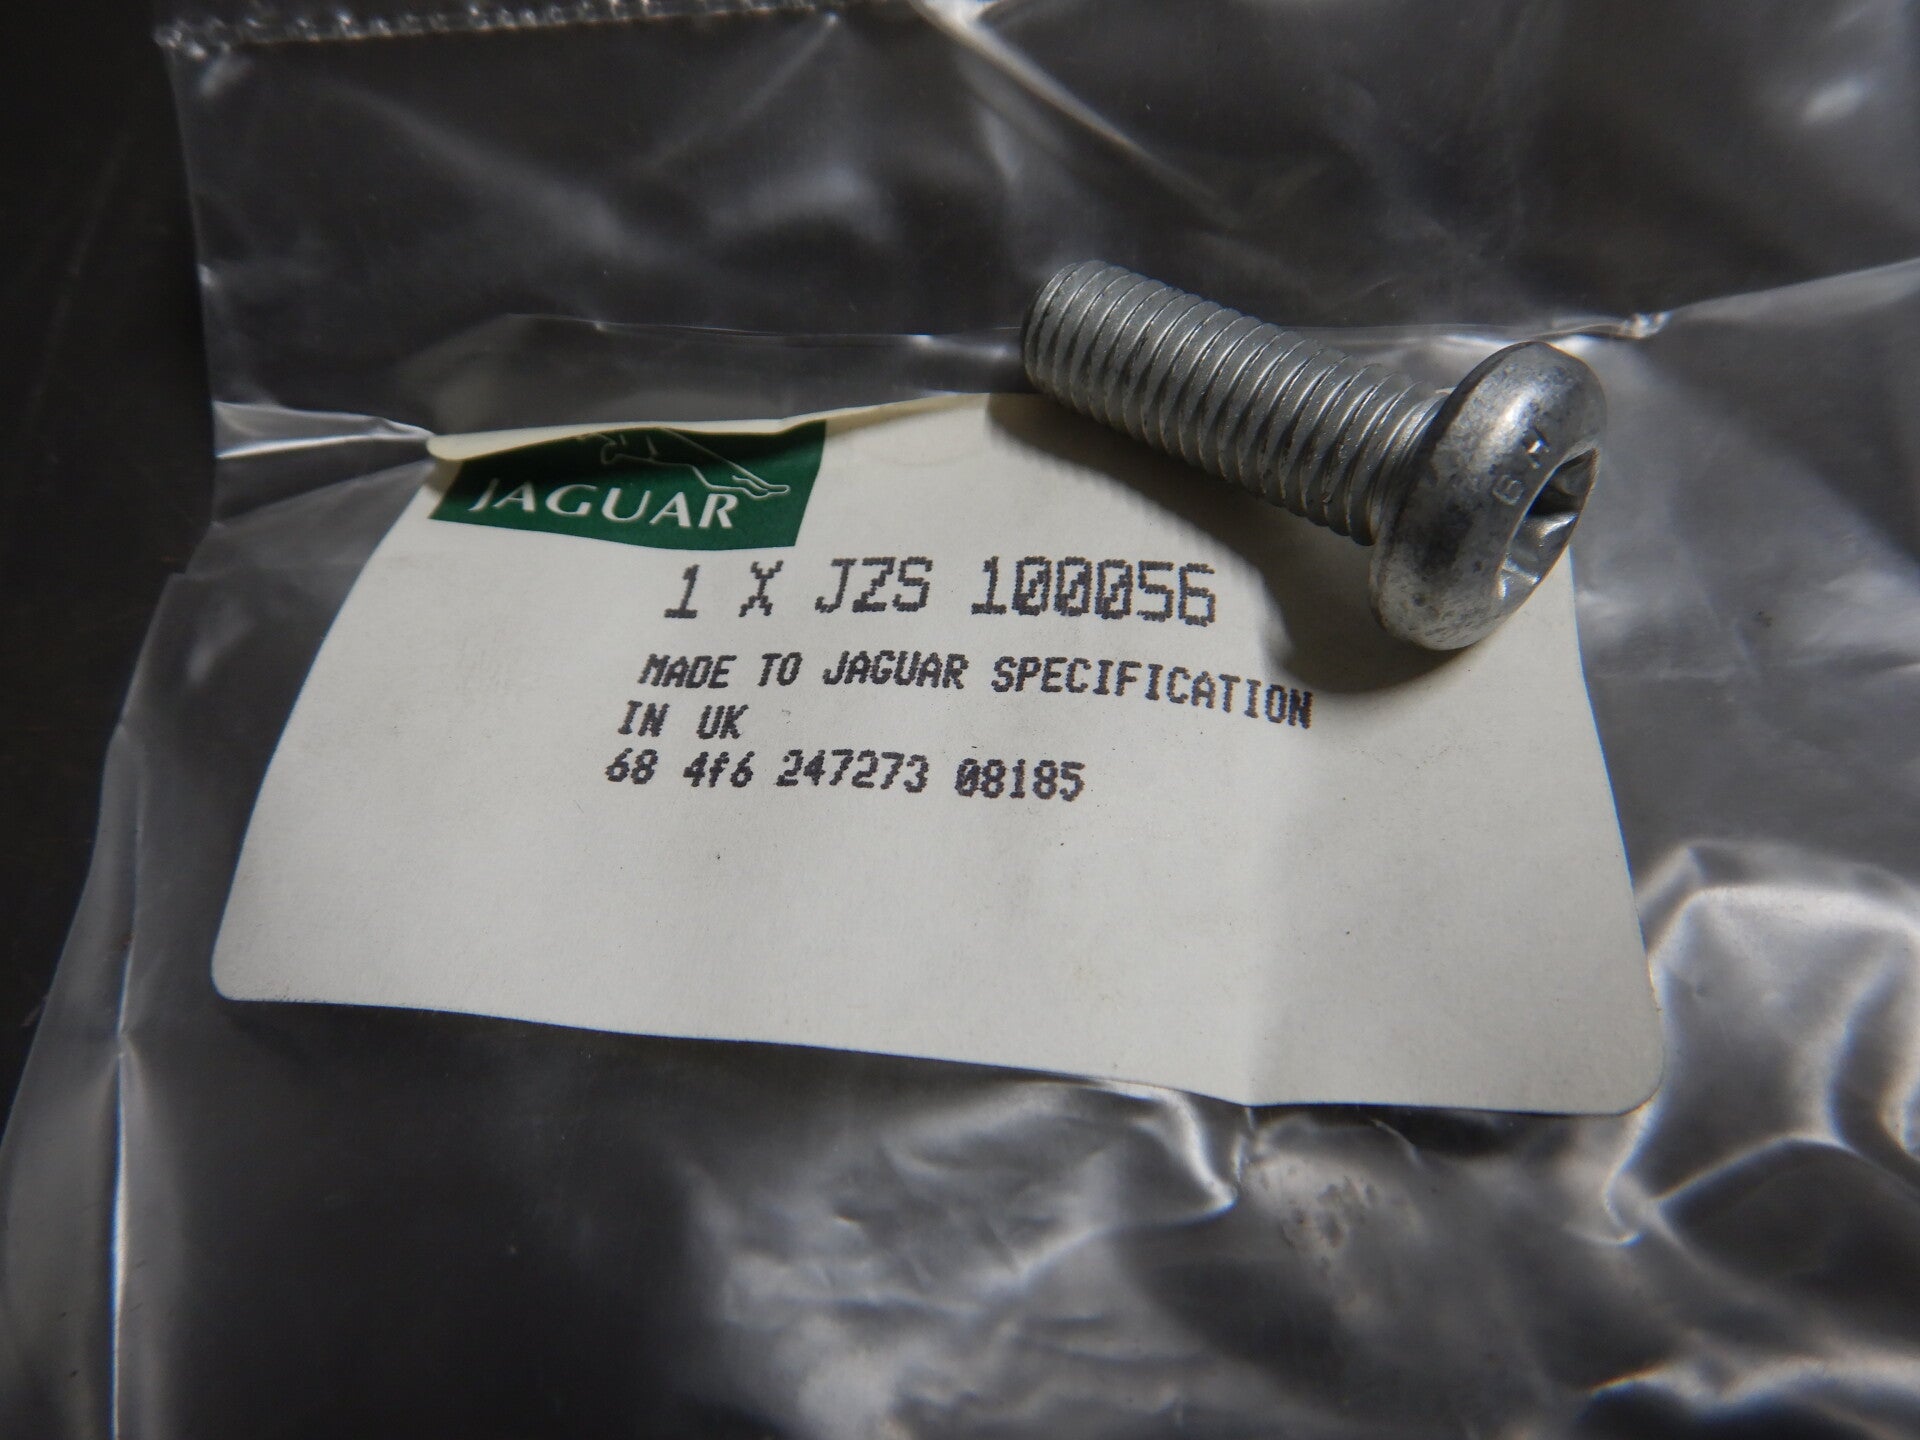 JAGUAR
1 X JZS 100056
MADE TO JAGUAR SPECIFICATION
IN UK
68 4f6 247273 08185